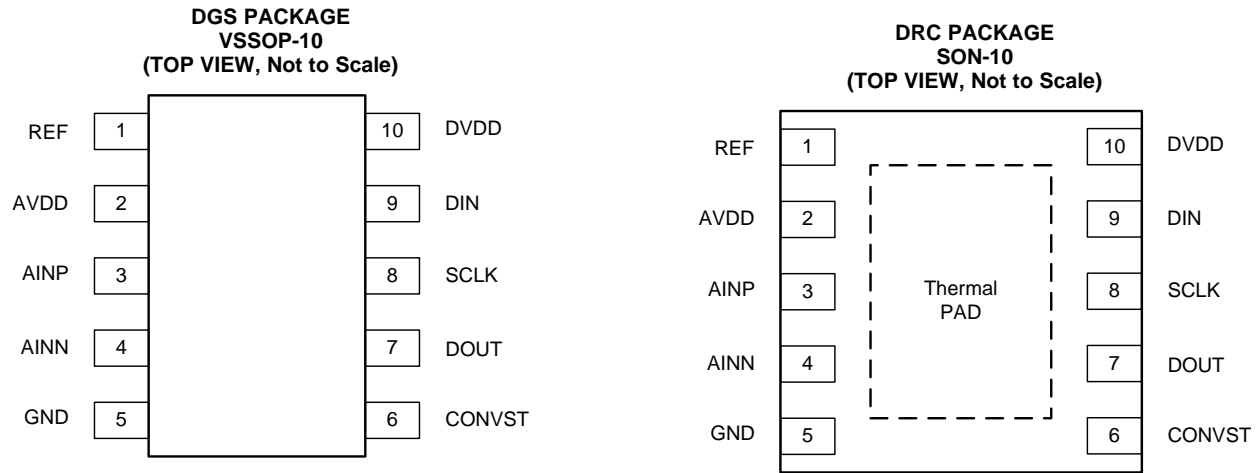 DGS PACKAGE
VSSOP-10
(TOP VIEW, Not to Scale)
REF 1 10 DVDD
AVDD 2 9 DIN
AINP 3 8 SCLK
AINN 4 7 DOUT
GND 5 6 CONVST
DRC PACKAGE
SON-10
(TOP VIEW, Not to Scale)
REF 1 10 DVDD
AVDD 2 9 DIN
AINP 3 Thermal 8 SCLK
PAD
AINN 4 7 DOUT
GND 5 6 CONVST